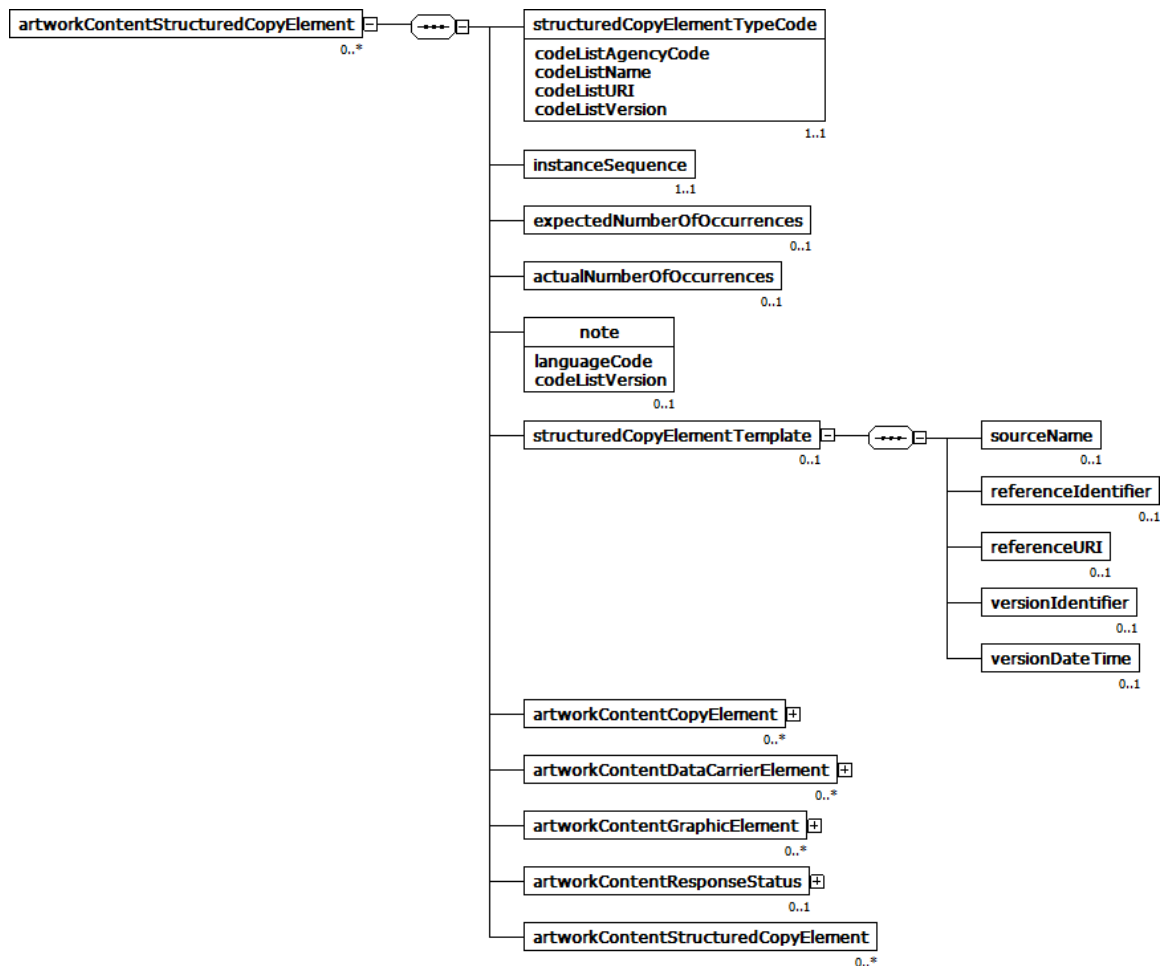 artworkContentStructuredCopyElement
0..*
structuredCopyElementTypeCode
codeListAgencyCode
codeListName
codeListURI
codeListVersion
1..1
instanceSequence
1..1
expectedNumberOfOccurrences
0..1
actualNumberOfOccurrences
0..1
note
languageCode
codeListVersion
0..1
structuredCopyElementTemplate
0..1
sourceName
0..1
referenceIdentifier
0..1
referenceURI
0..1
versionIdentifier
0..1
versionDateTime
0..1
artworkContentCopyElement
0..*
artworkContentDataCarrierElement
0..*
artworkContentGraphicElement
0..*
artworkContentResponseStatus
0..1
artworkContentStructuredCopyElement
0..*